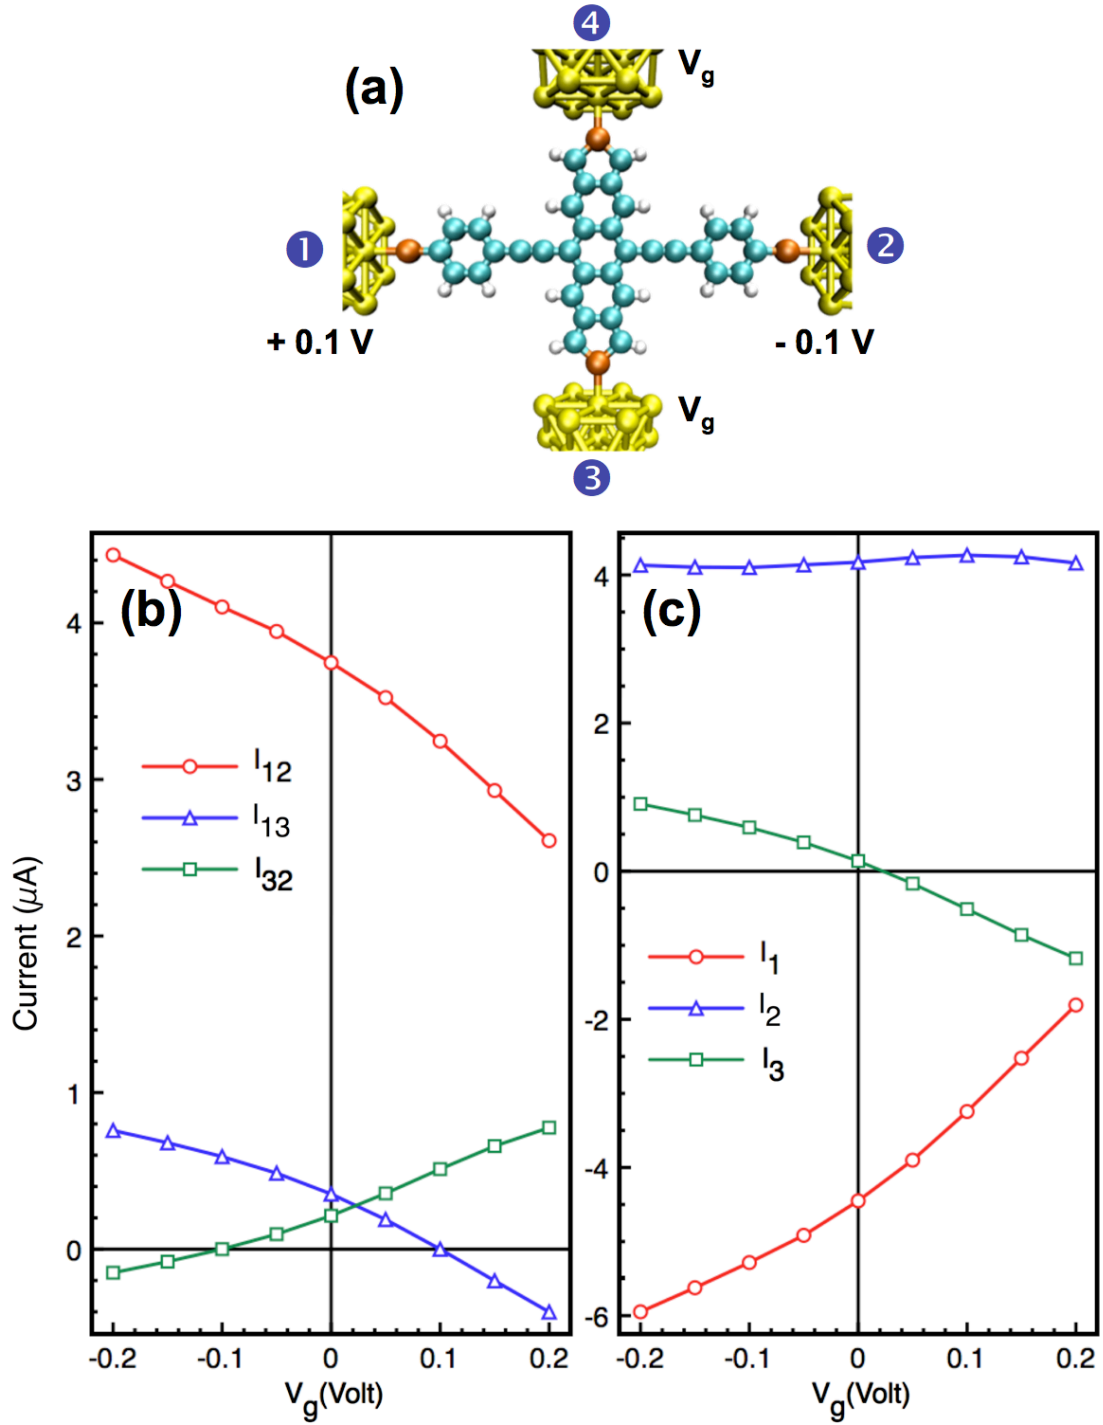 4
(a)
Vg
1
2
+ 0.1 V
- 0.1 V
Vg
3
(b)
(c)
4
3
2
1
0
4
2
0
-2
-4
-6
I12
I13
I32
I1
I2
I3
Current (μA)
-0.2 -0.1 0 0.1 0.2
-0.2 -0.1 0 0.1 0.2
Vg(Volt)
Vg(Volt)